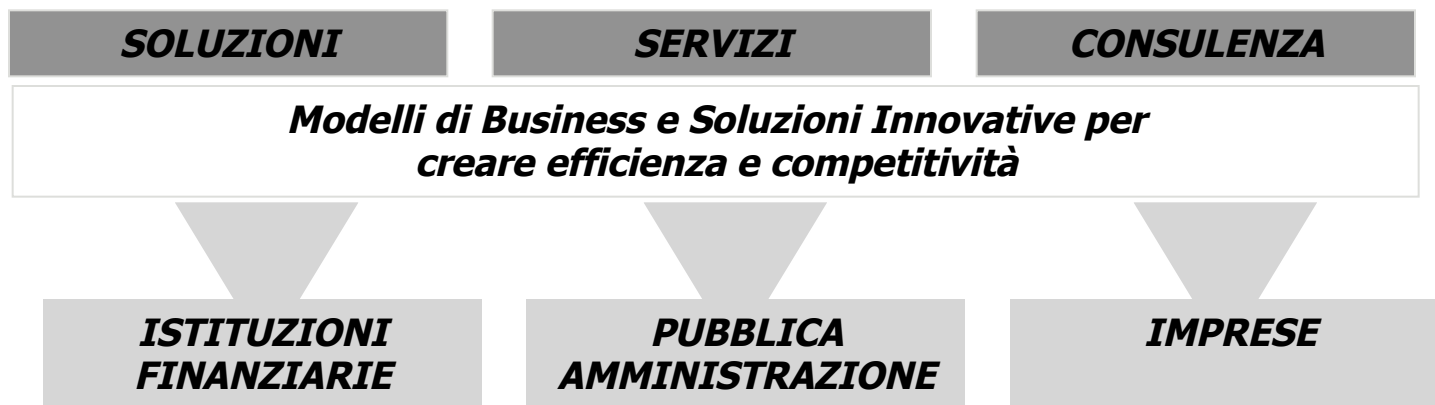 SOLUZIONI
SERVIZI
CONSULENZA
Modelli di Business e Soluzioni Innovative per
creare efficienza e competitività
ISTITUZIONI
FINANZIARIE
PUBBLICA
AMMINISTRAZIONE
IMPRESE